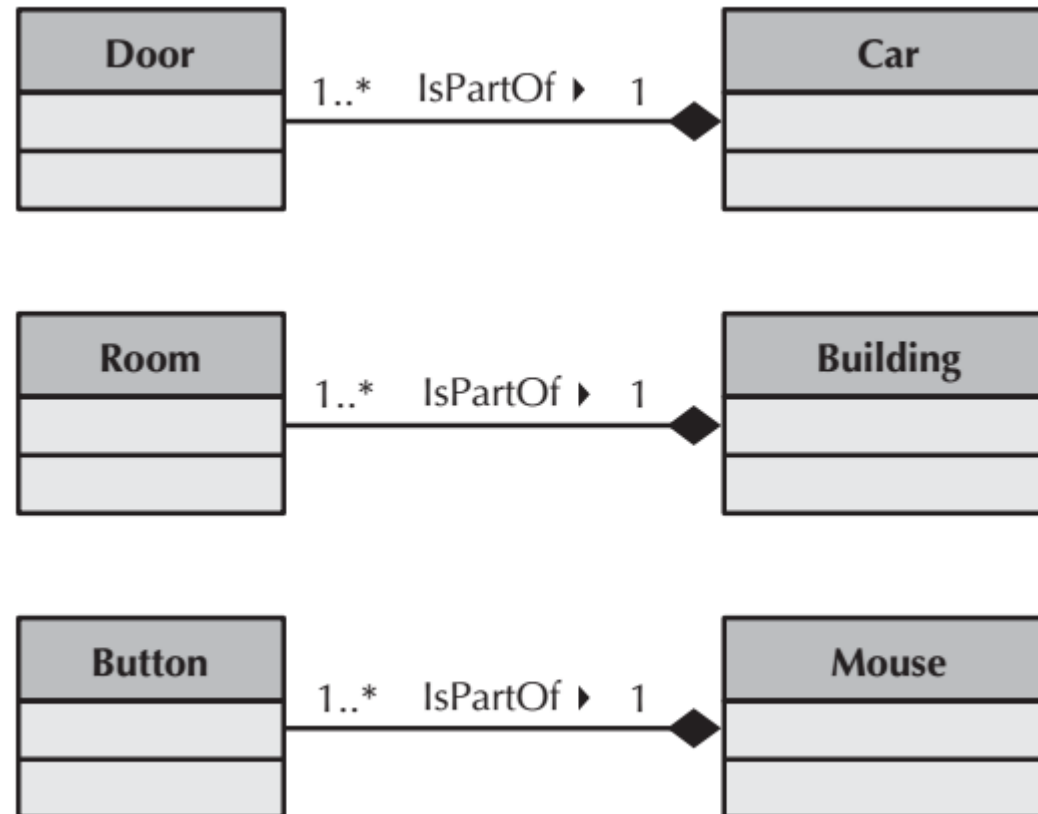 Door
Car
1..* IsPartOf ▶ 1
Room
Building
1..* IsPartOf ▶ 1
Button
Mouse
1..* IsPartOf ▶ 1